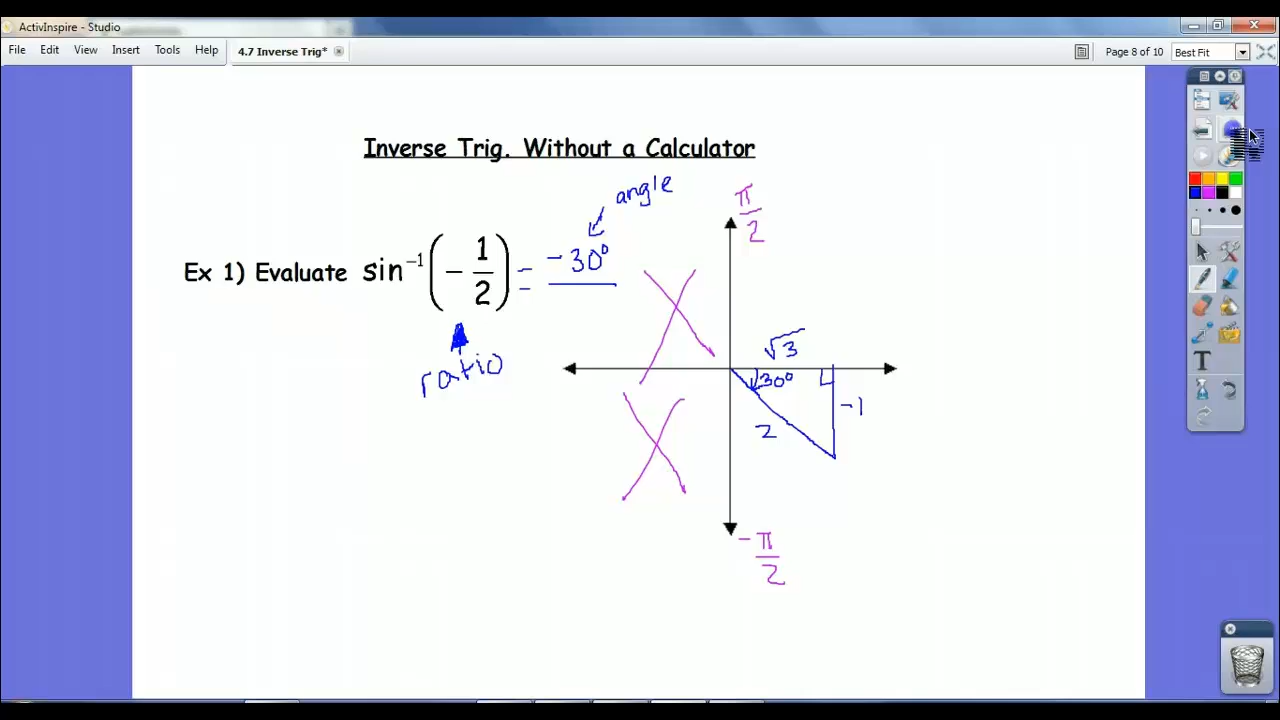 ActivInspire - Studio
File Edit View Insert Tools Help 4.7 Inverse Trig* Page 8 of 10 Best Fit
Inverse Trig. Without a Calculator
angle
π/2
Ex 1) Evaluate sin⁻¹(-1/2) = -30°
ratio
√3
30°
-1
2
-π/2
T